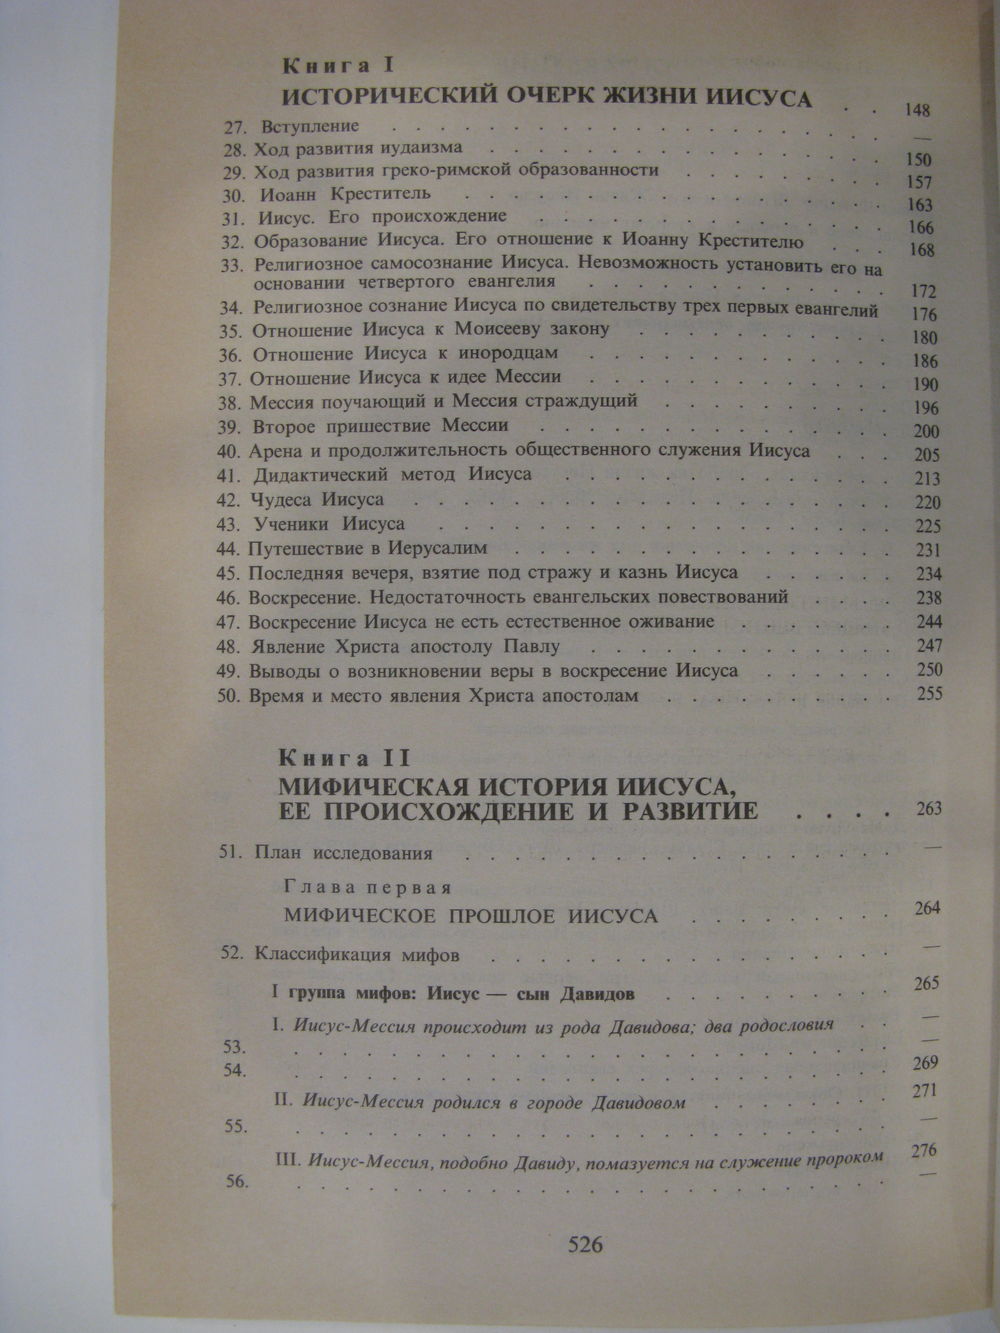 Книга I
ИСТОРИЧЕСКИЙ ОЧЕРК ЖИЗНИ ИИСУСА . . 148
27. Вступление . . . . . . . . . . . . . . . . . . . . —
28. Ход развития иудаизма . . . . . . . . . . . . . . . . 150
29. Ход развития греко-римской образованности . . . . . . . . 157
30. Иоанн Креститель . . . . . . . . . . . . . . . . . 163
31. Иисус. Его происхождение . . . . . . . . . . . . . . 166
32. Образование Иисуса. Его отношение к Иоанну Крестителю . . . 168
33. Религиозное самосознание Иисуса. Невозможность установить его на
основании четвертого евангелия . . . . . . . . . . . . 172
34. Религиозное сознание Иисуса по свидетельству трех первых евангелий 176
35. Отношение Иисуса к Моисееву закону . . . . . . . . . . 180
36. Отношение Иисуса к инородцам . . . . . . . . . . . . 186
37. Отношение Иисуса к идее Мессии . . . . . . . . . . . . 190
38. Мессия поучающий и Мессия страждущий . . . . . . . . . 196
39. Второе пришествие Мессии . . . . . . . . . . . . . . 200
40. Арена и продолжительность общественного служения Иисуса . . . 205
41. Дидактический метод Иисуса . . . . . . . . . . . . . 213
42. Чудеса Иисуса . . . . . . . . . . . . . . . . . . . 220
43. Ученики Иисуса . . . . . . . . . . . . . . . . . . 225
44. Путешествие в Иерусалим . . . . . . . . . . . . . . . 231
45. Последняя вечеря, взятие под стражу и казнь Иисуса . . . . . 234
46. Воскресение. Недостаточность евангельских повествований . . . . 238
47. Воскресение Иисуса не есть естественное оживание . . . . . . 244
48. Явление Христа апостолу Павлу . . . . . . . . . . . . 247
49. Выводы о возникновении веры в воскресение Иисуса . . . . . 250
50. Время и место явления Христа апостолам . . . . . . . . . 255
Книга II
МИФИЧЕСКАЯ ИСТОРИЯ ИИСУСА,
ЕЕ ПРОИСХОЖДЕНИЕ И РАЗВИТИЕ . . . . 263
51. План исследования . . . . . . . . . . . . . . . . . —
Глава первая
МИФИЧЕСКОЕ ПРОШЛОЕ ИИСУСА . . . . . . . . 264
52. Классификация мифов . . . . . . . . . . . . . . . . —
I группа мифов: Иисус — сын Давидов . . . . . . . . . 265
I. Иисус-Мессия происходит из рода Давидова; два родословия . . —
53. . . . . . . . . . . . . . . . . . . . . . . . . —
54. . . . . . . . . . . . . . . . . . . . . . . . . 269
II. Иисус-Мессия родился в городе Давидовом . . . . . . . 271
55. . . . . . . . . . . . . . . . . . . . . . . . . —
III. Иисус-Мессия, подобно Давиду, помазуется на служение пророком 276
56. . . . . . . . . . . . . . . . . . . . . . . . . —
526